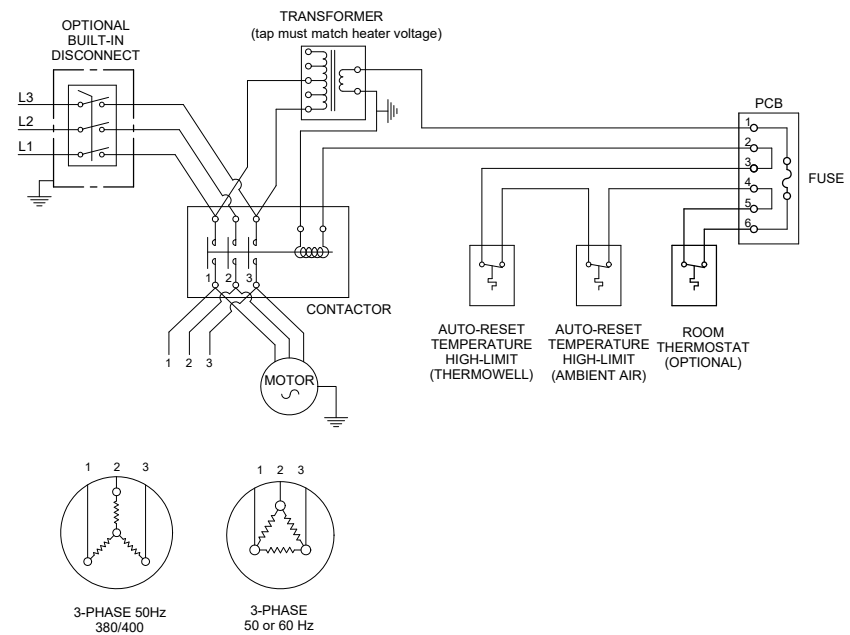 OPTIONAL
BUILT-IN
DISCONNECT
TRANSFORMER
(tap must match heater voltage)
L3
L2
L1
PCB
1
2
3
4
5
6
FUSE
1 2 3
CONTACTOR
1 2 3
MOTOR
AUTO-RESET
TEMPERATURE
HIGH-LIMIT
(THERMOWELL)
AUTO-RESET
TEMPERATURE
HIGH-LIMIT
(AMBIENT AIR)
ROOM
THERMOSTAT
(OPTIONAL)
1 2 3
3-PHASE 50Hz
380/400
1 2 3
3-PHASE
50 or 60 Hz